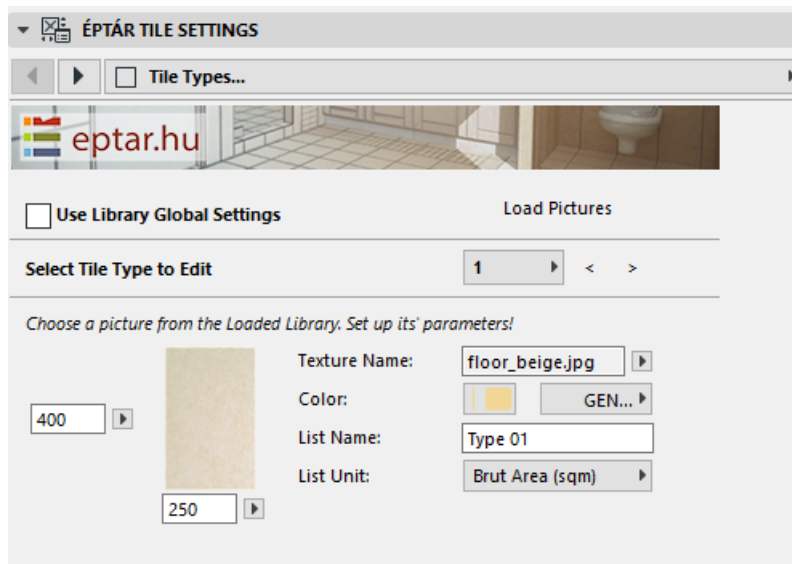 ÉPTÁR TILE SETTINGS
Tile Types...
eptar.hu
Use Library Global Settings
Load Pictures
Select Tile Type to Edit
1
< >
Choose a picture from the Loaded Library. Set up its' parameters!
Texture Name:
floor_beige.jpg
Color:
GEN...
400
List Name:
Type 01
List Unit:
Brut Area (sqm)
250